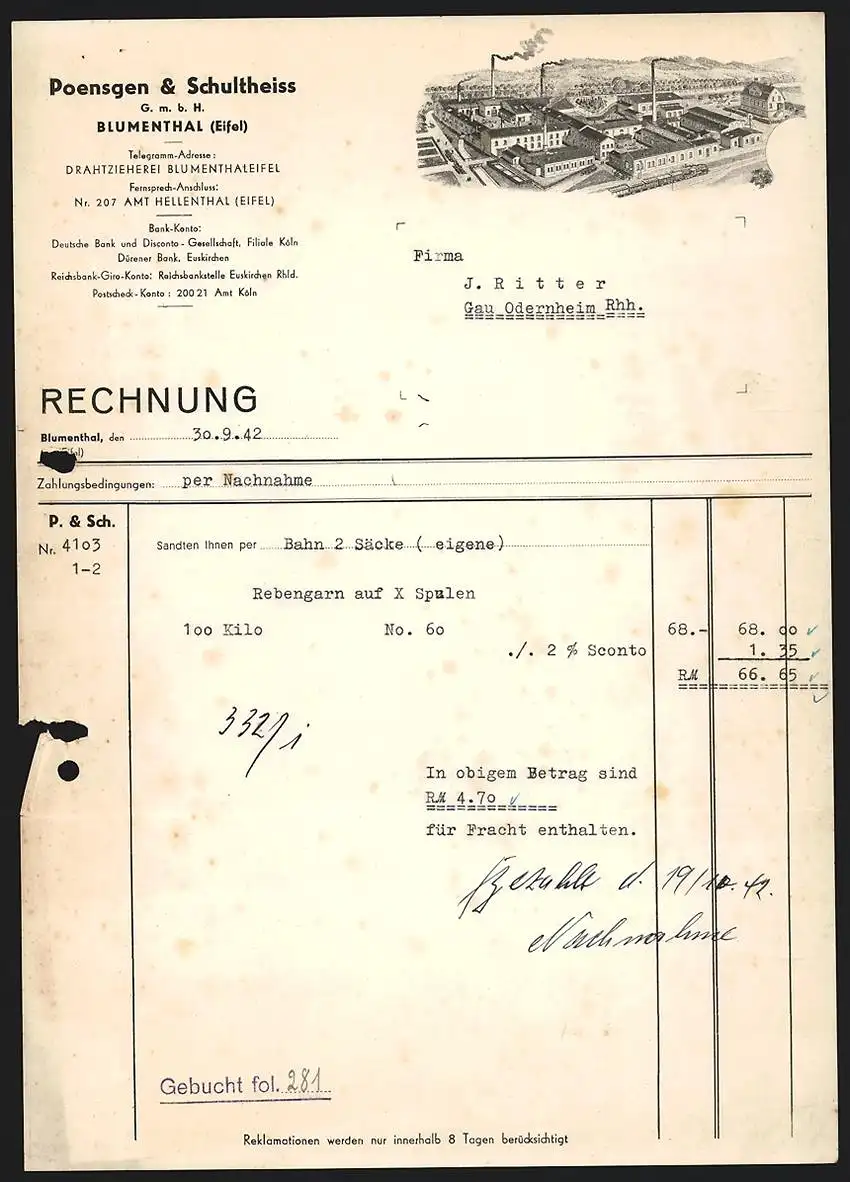 Poensgen & Schultheiss
G. m. b. H.
BLUMENTHAL (Eifel)
Telegramm-Adresse:
DRAHTZIEHEREI BLUMENTHALEIFEL
Fernsprech-Anschluss:
Nr. 207 AMT HELLENTHAL (EIFEL)
Bank-Konto:
Deutsche Bank und Disconto-Gesellschaft, Filiale Köln
Dürener Bank, Euskirchen
Reichsbank-Giro-Konto: Reichsbankstelle Euskirchen Rhld.
Postscheck-Konto: 20021 Amt Köln
Firma
J. Ritter
Gau Odernheim Rhh.
RECHNUNG
Blumenthal, den 30.9.42
Zahlungsbedingungen: per Nachnahme
P. & Sch.
Nr. 4103
1-2
Sandten Ihnen per Bahn 2 Säcke ( eigene)
Rebengarn auf X Spulen
100 Kilo No. 60 68.- 68. 00
./. 2 % Sconto 1. 35
RM 66. 65
In obigem Betrag sind
RM 4.70
für Fracht enthalten.
Gezahlt d. 19/10.42.
Nachnahme
Gebucht fol. 281
Reklamationen werden nur innerhalb 8 Tagen berücksichtigt